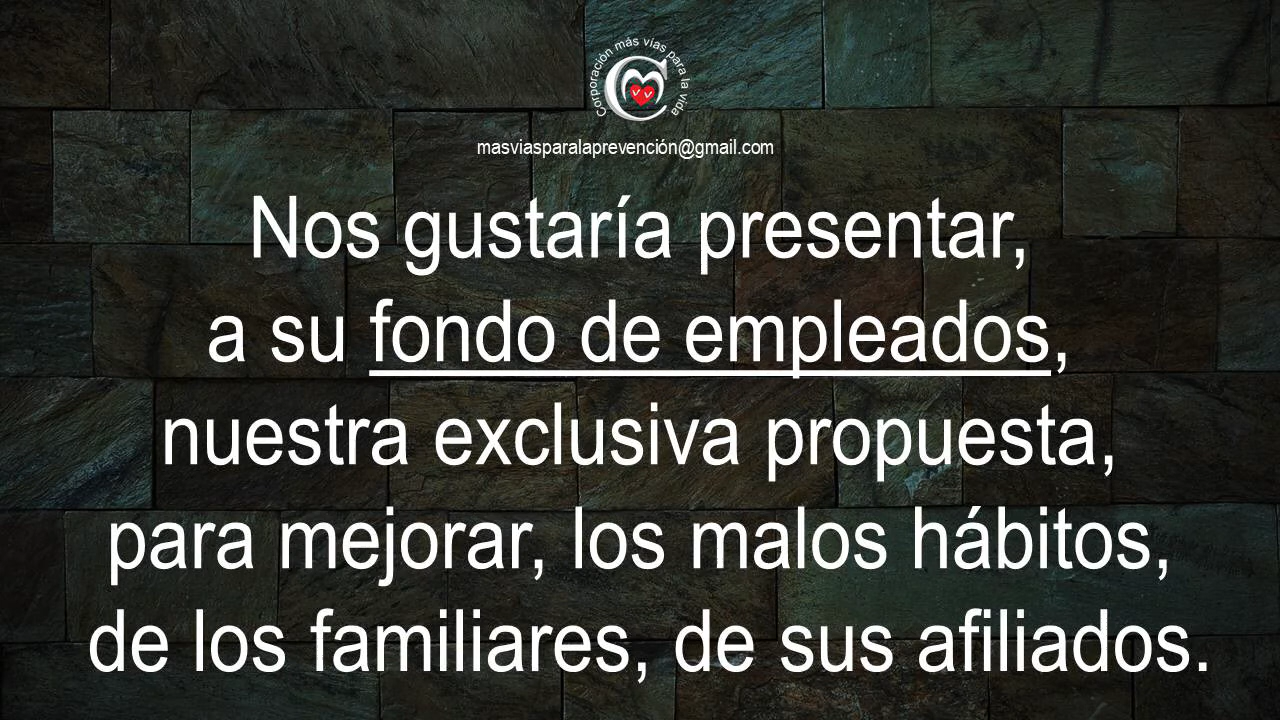 Corporación más vías para la vida
masviasparalaprevención@gmail.com
Nos gustaría presentar,
a su fondo de empleados,
nuestra exclusiva propuesta,
para mejorar, los malos hábitos,
de los familiares, de sus afiliados.